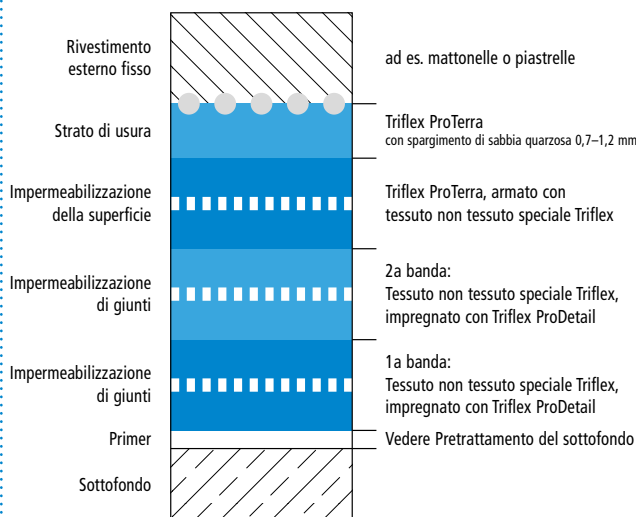 Rivestimento
esterno fisso
ad es. mattonelle o piastrelle
Strato di usura
Triflex ProTerra
con spargimento di sabbia quarzosa 0,7–1,2 mm
Impermeabilizzazione
della superficie
Triflex ProTerra, armato con
tessuto non tessuto speciale Triflex
Impermeabilizzazione
di giunti
2a banda:
Tessuto non tessuto speciale Triflex,
impregnato con Triflex ProDetail
Impermeabilizzazione
di giunti
1a banda:
Tessuto non tessuto speciale Triflex,
impregnato con Triflex ProDetail
Primer
Vedere Pretrattamento del sottofondo
Sottofondo